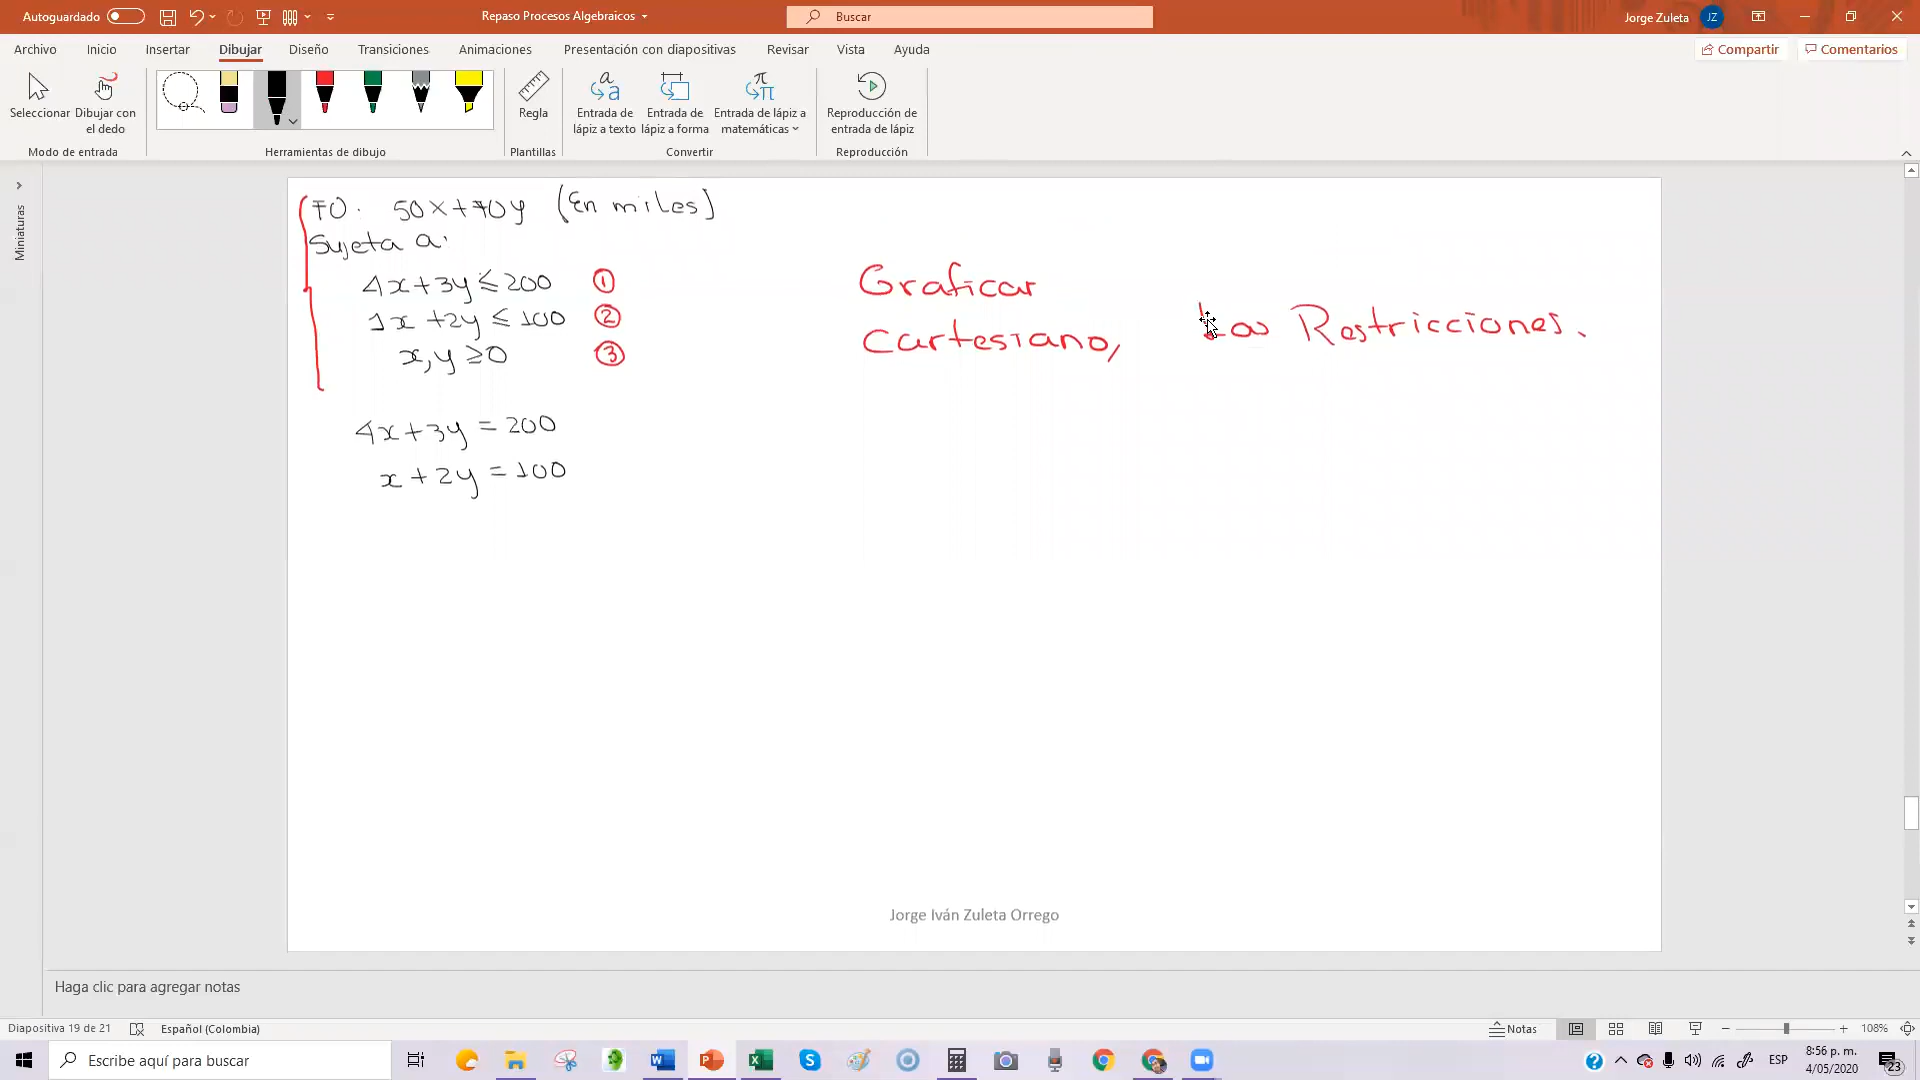 Autoguardado
Repaso Procesos Algebraicos
Buscar
Jorge Zuleta
JZ
Archivo Inicio Insertar Dibujar Diseño Transiciones Animaciones Presentación con diapositivas Revisar Vista Ayuda
Compartir Comentarios
Seleccionar
Dibujar con el dedo
Regla
Entrada de lápiz a texto
Entrada de lápiz a forma
Entrada de lápiz a matemáticas
Reproducción de entrada de lápiz
Modo de entrada
Herramientas de dibujo
Plantillas
Convertir
Reproducción
Miniaturas
FO. 50x+70y (En miles)
Sujeta a:
4x+3y≤200 ①
1x+2y≤100 ②
x,y≥0 ③
4x+3y=200
x+2y=100
Graficar
Cartesiano,
Las Restricciones.
Jorge Iván Zuleta Orrego
Haga clic para agregar notas
Diapositiva 19 de 21
Español (Colombia)
Notas
108%
Escribe aquí para buscar
ESP
8:56 p. m.
4/05/2020
23